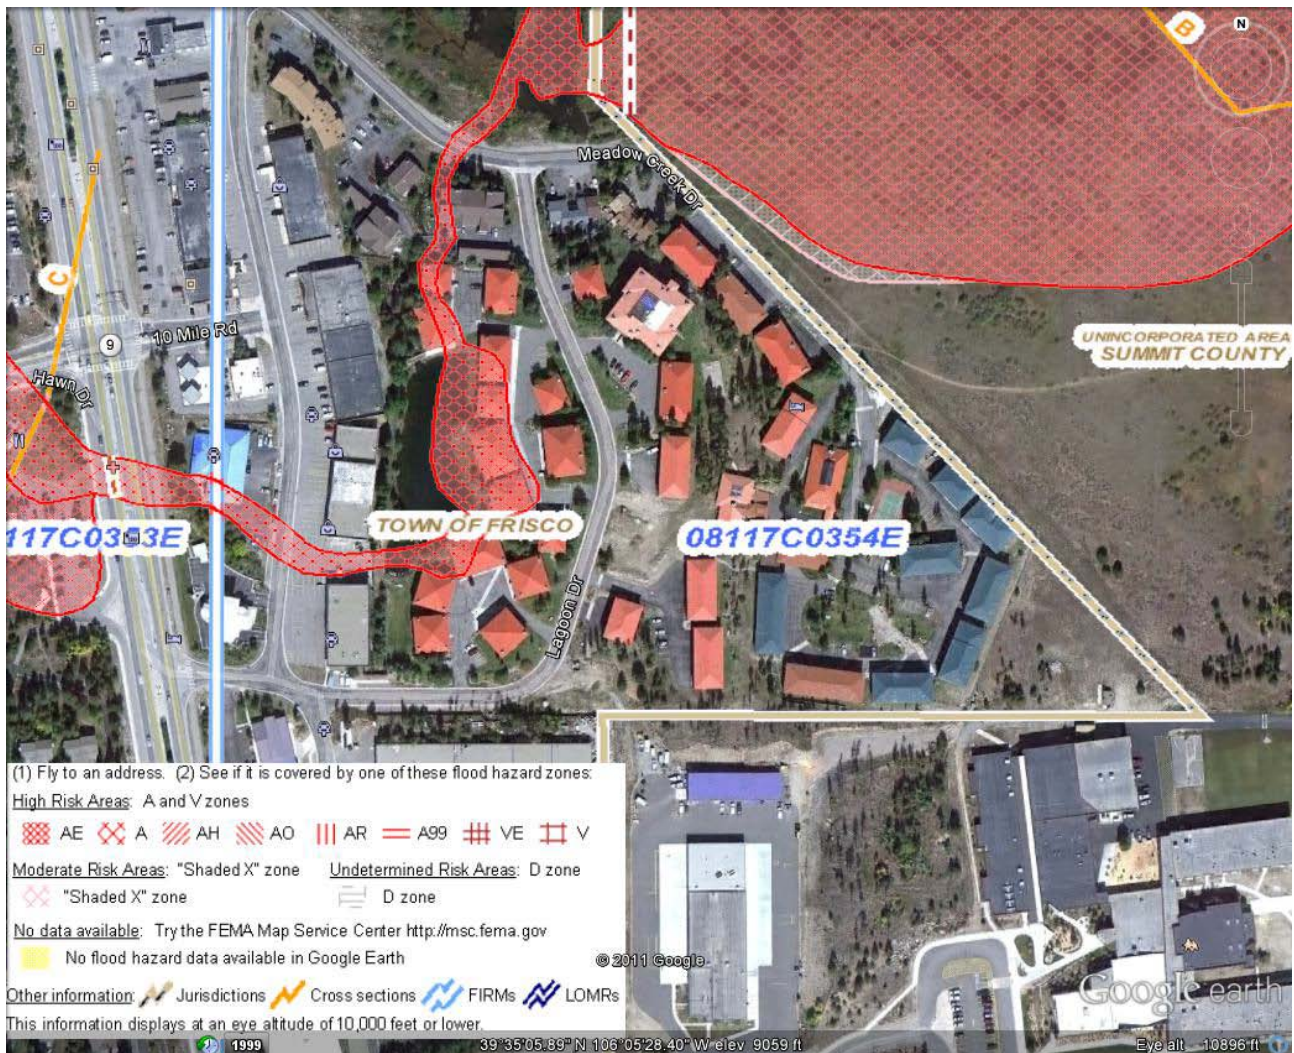 N
B
Meadow Creek Dr
C
10 Mile Rd
9
UNINCORPORATED AREA
SUMMIT COUNTY
Hawn Dr
TOWN OF FRISCO
117C0353E
08117C0354E
Lagoon Dr
(1) Fly to an address. (2) See if it is covered by one of these flood hazard zones:
High Risk Areas: A and V zones
AE A AH AO AR A99 VE V
Moderate Risk Areas: "Shaded X" zone Undetermined Risk Areas: D zone
"Shaded X" zone D zone
No data available: Try the FEMA Map Service Center http://msc.fema.gov
No flood hazard data available in Google Earth
© 2011 Google
Other information: Jurisdictions Cross sections FIRMs LOMRs
This information displays at an eye altitude of 10,000 feet or lower.
Google earth
1999
39°35'05.89" N 106°05'28.40" W elev 9059 ft
Eye alt 10896 ft